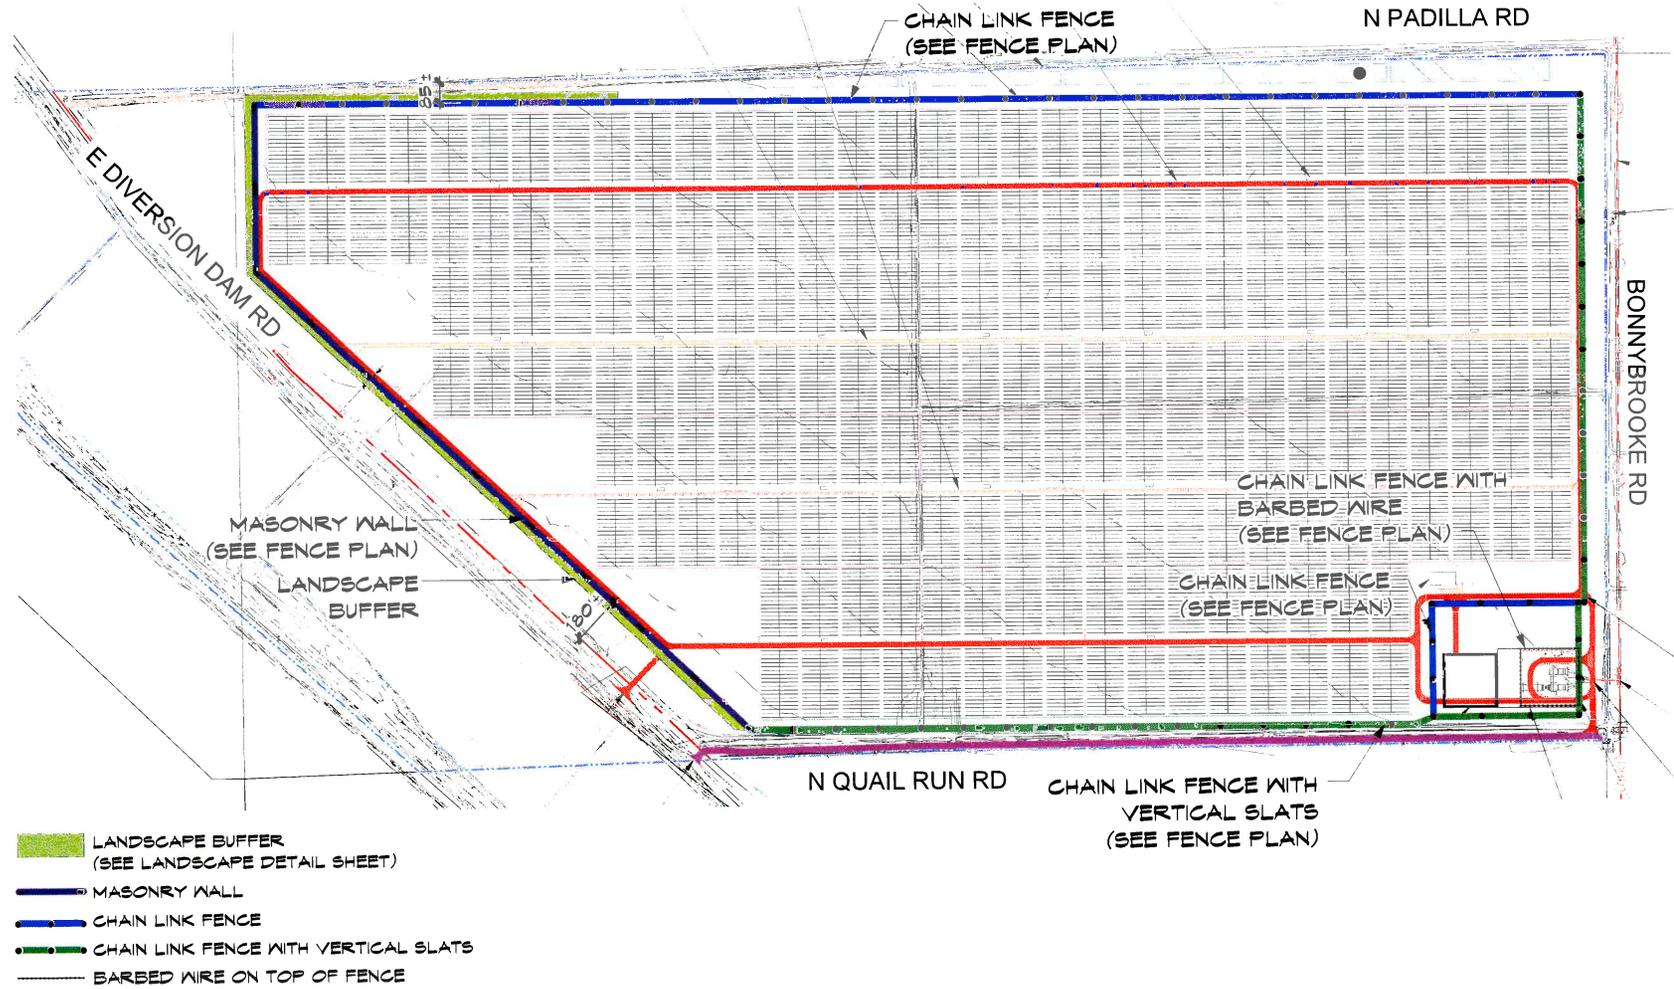 CHAIN LINK FENCE
(SEE FENCE PLAN)
N PADILLA RD
85'±
E DIVERSION DAM RD
BONNYBROOKE RD
CHAIN LINK FENCE WITH
BARBED WIRE
(SEE FENCE PLAN)
MASONRY WALL
(SEE FENCE PLAN)
LANDSCAPE
BUFFER
CHAIN LINK FENCE
(SEE FENCE PLAN)
180'±
N QUAIL RUN RD
CHAIN LINK FENCE WITH
VERTICAL SLATS
(SEE FENCE PLAN)
LANDSCAPE BUFFER
(SEE LANDSCAPE DETAIL SHEET)
MASONRY WALL
CHAIN LINK FENCE
CHAIN LINK FENCE WITH VERTICAL SLATS
BARBED WIRE ON TOP OF FENCE